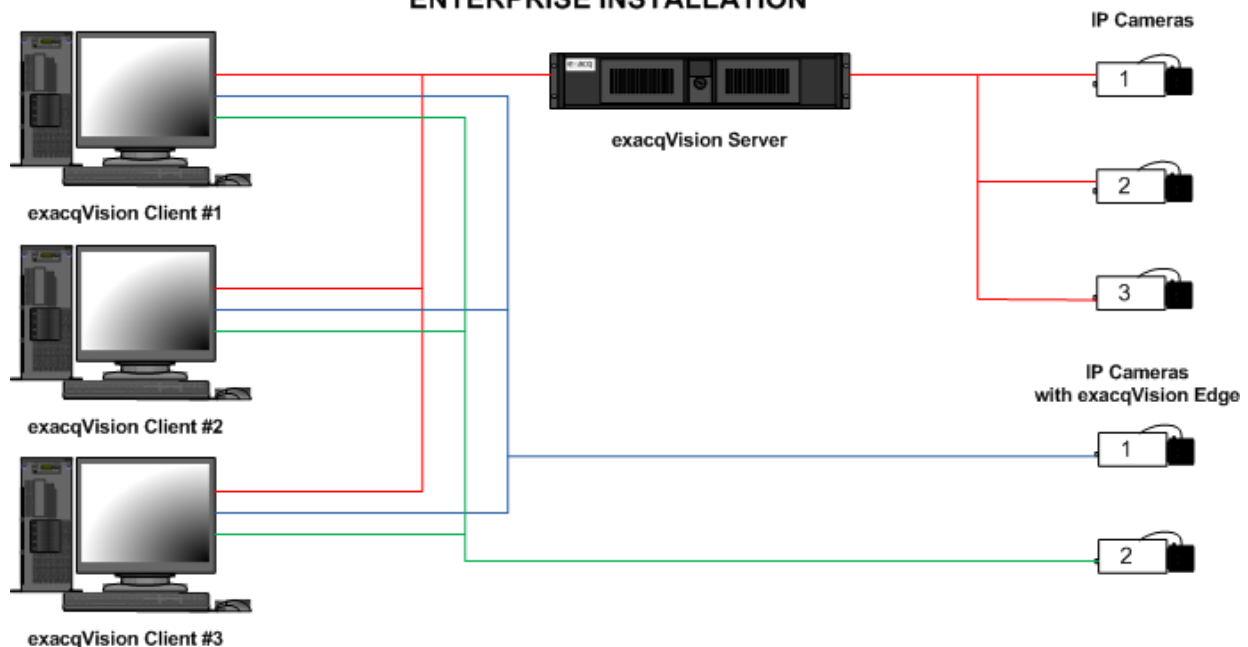 ENTERPRISE INSTALLATION
IP Cameras
1
2
3
exacq
exacqVision Server
exacqVision Client #1
exacqVision Client #2
exacqVision Client #3
IP Cameras
with exacqVision Edge
1
2